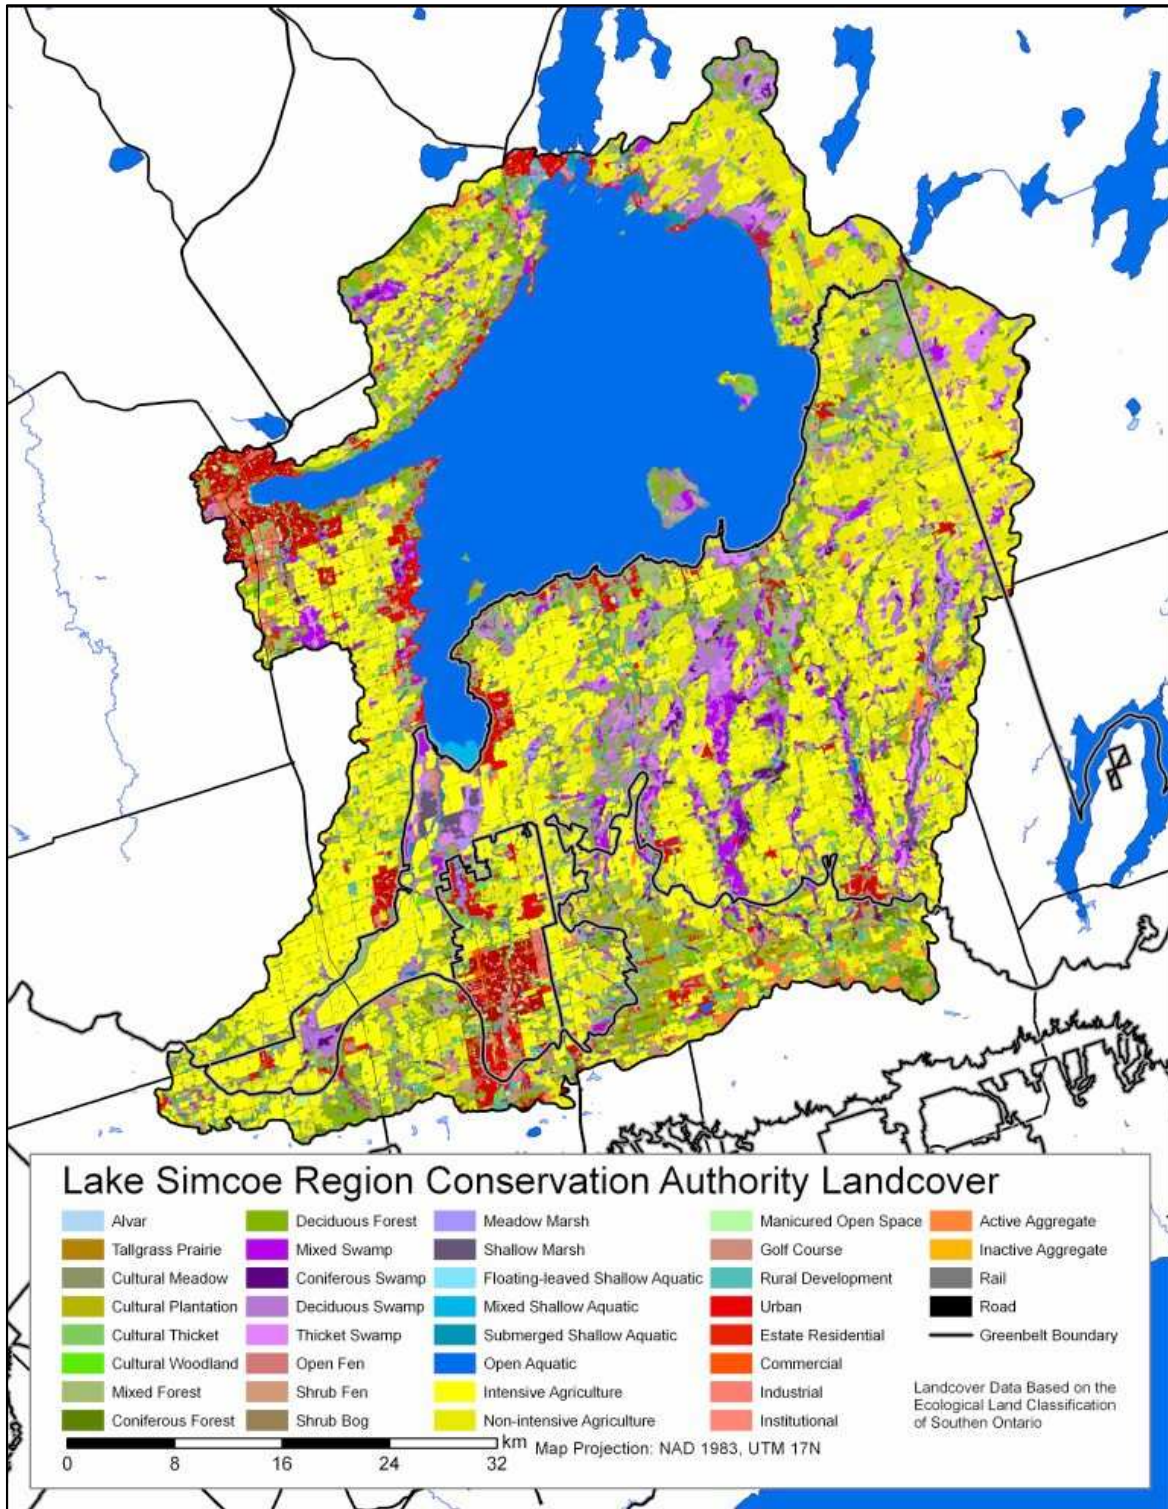 Lake Simcoe Region Conservation Authority Landcover
Alvar
Tallgrass Prairie
Cultural Meadow
Cultural Plantation
Cultural Thicket
Cultural Woodland
Mixed Forest
Coniferous Forest
Deciduous Forest
Mixed Swamp
Coniferous Swamp
Deciduous Swamp
Thicket Swamp
Open Fen
Shrub Fen
Shrub Bog
Meadow Marsh
Shallow Marsh
Floating-leaved Shallow Aquatic
Mixed Shallow Aquatic
Submerged Shallow Aquatic
Open Aquatic
Intensive Agriculture
Non-intensive Agriculture
Manicured Open Space
Golf Course
Rural Development
Urban
Estate Residential
Commercial
Industrial
Institutional
Active Aggregate
Inactive Aggregate
Rail
Road
Greenbelt Boundary
Landcover Data Based on the
Ecological Land Classification
of Southen Ontario
km
0 8 16 24 32
Map Projection: NAD 1983, UTM 17N